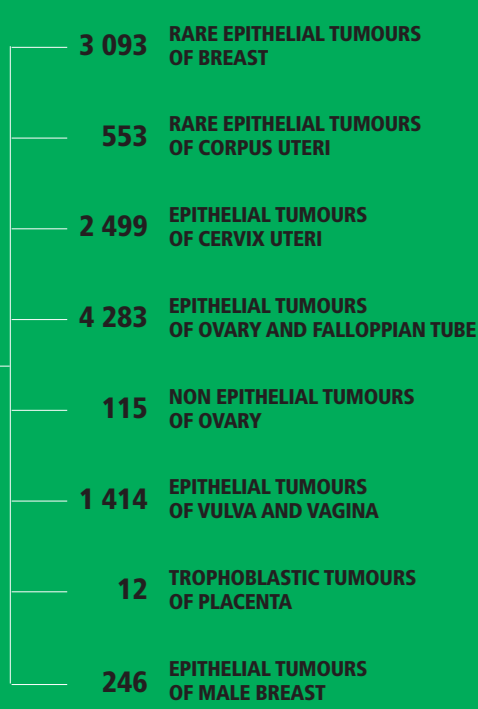 3 093 RARE EPITHELIAL TUMOURS
OF BREAST
553 RARE EPITHELIAL TUMOURS
OF CORPUS UTERI
2 499 EPITHELIAL TUMOURS
OF CERVIX UTERI
4 283 EPITHELIAL TUMOURS
OF OVARY AND FALLOPPIAN TUBE
115 NON EPITHELIAL TUMOURS
OF OVARY
1 414 EPITHELIAL TUMOURS
OF VULVA AND VAGINA
12 TROPHOBLASTIC TUMOURS
OF PLACENTA
246 EPITHELIAL TUMOURS
OF MALE BREAST